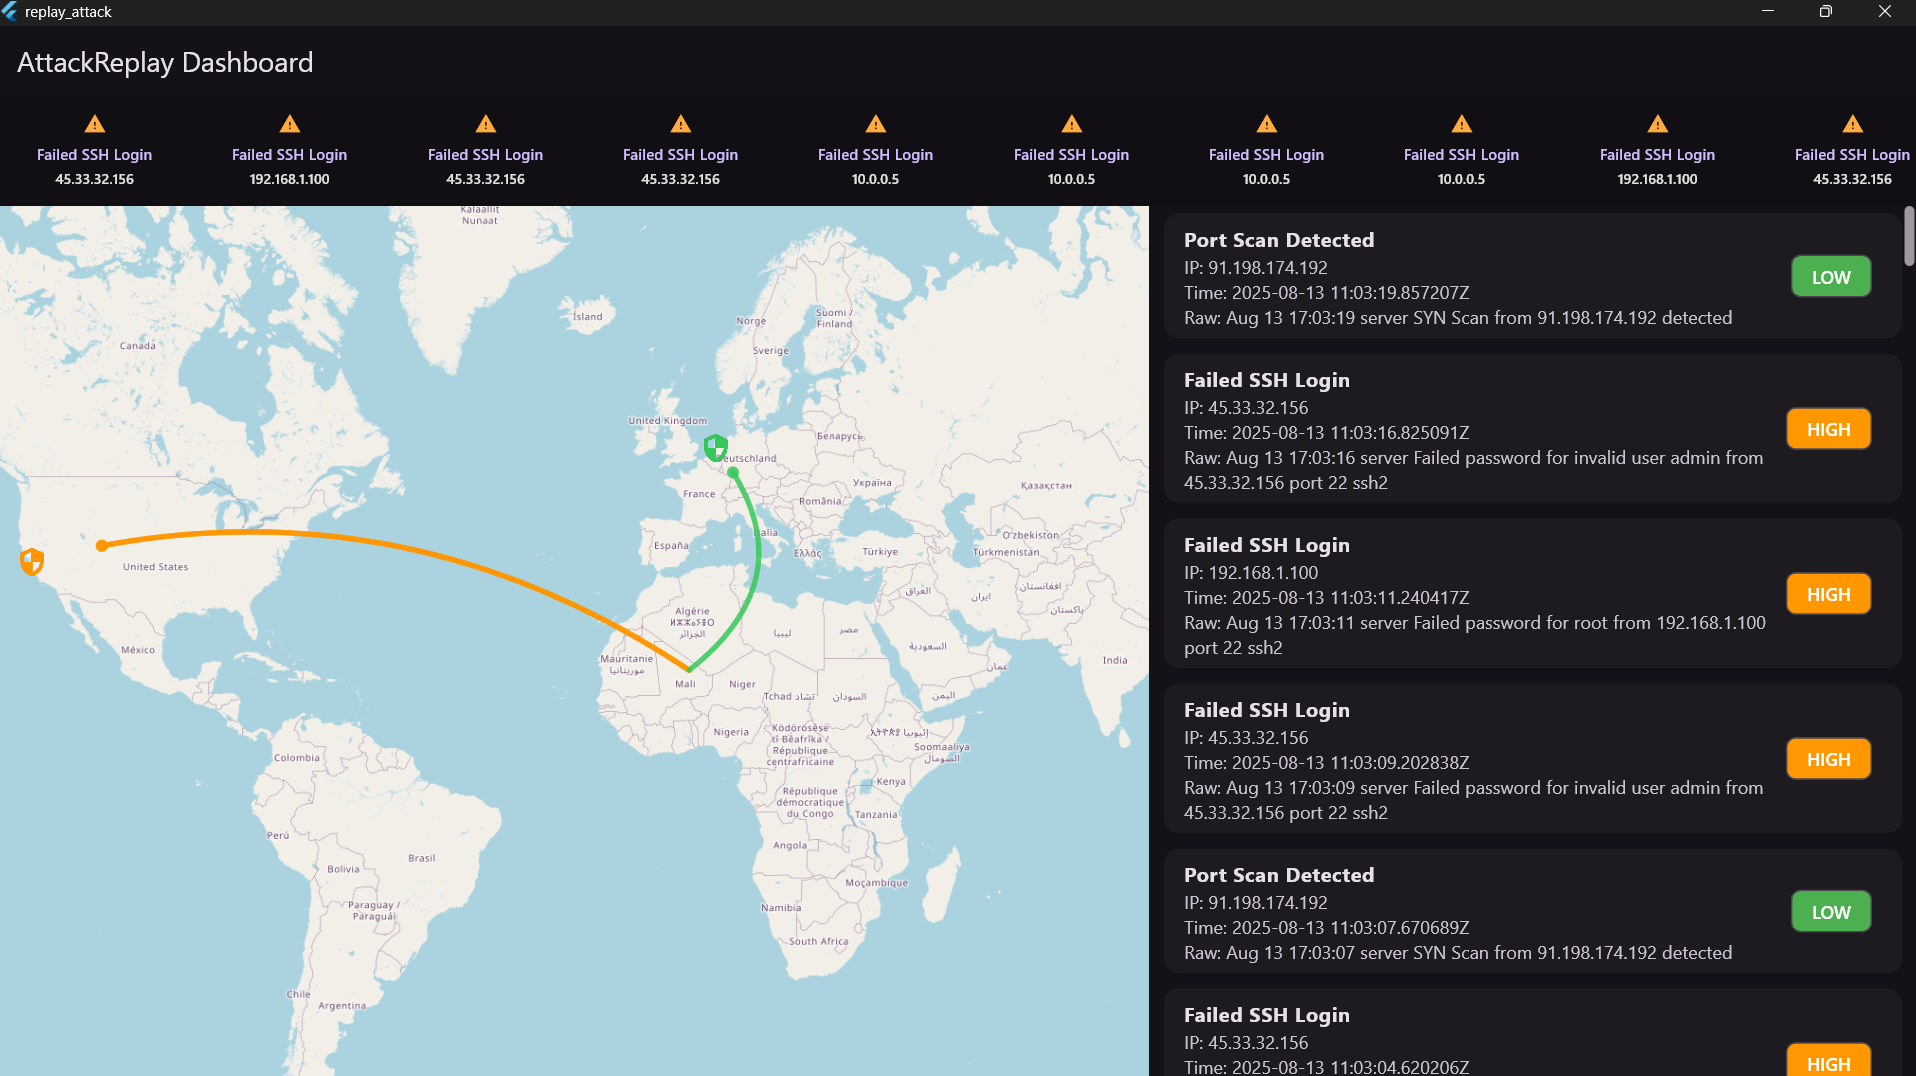 replay_attack
AttackReplay Dashboard
Failed SSH Login
45.33.32.156
Failed SSH Login
192.168.1.100
Failed SSH Login
45.33.32.156
Failed SSH Login
45.33.32.156
Failed SSH Login
10.0.0.5
Failed SSH Login
10.0.0.5
Failed SSH Login
10.0.0.5
Failed SSH Login
10.0.0.5
Failed SSH Login
192.168.1.100
Failed SSH Login
45.33.32.156
Kalaallit
Nunaat
Ísland
Norge
Suomi /
Finland
Sverige
Canada
United Kingdom
Беларусь
eutschland
France
Україна
România
Қазақстан
España
Italia
Ελλάς
Türkiye
Oʻzbekiston
Türkmenistan
United States
العراق
ایران
افغانستان
پاکستان
Algérie
الجزائر
ليبيا
مصر
السعودية
México
Mauritanie
موريتانيا
Mali
Niger
Tchad تشاد
السودان
عمان
اليمن
India
Nigeria
Ködörösêse
tî Bêafrîka /
République
centrafricaine
Soomaaliya
الصومال
Colombia
Kenya
République
démocratique
du Congo
Tanzania
Perú
Brasil
Bolivia
Angola
Moçambique
Paraguay /
Paraguái
Namibia
South Africa
Chile
Argentina
Port Scan Detected
IP: 91.198.174.192
Time: 2025-08-13 11:03:19.857207Z
Raw: Aug 13 17:03:19 server SYN Scan from 91.198.174.192 detected
LOW
Failed SSH Login
IP: 45.33.32.156
Time: 2025-08-13 11:03:16.825091Z
Raw: Aug 13 17:03:16 server Failed password for invalid user admin from
45.33.32.156 port 22 ssh2
HIGH
Failed SSH Login
IP: 192.168.1.100
Time: 2025-08-13 11:03:11.240417Z
Raw: Aug 13 17:03:11 server Failed password for root from 192.168.1.100
port 22 ssh2
HIGH
Failed SSH Login
IP: 45.33.32.156
Time: 2025-08-13 11:03:09.202838Z
Raw: Aug 13 17:03:09 server Failed password for invalid user admin from
45.33.32.156 port 22 ssh2
HIGH
Port Scan Detected
IP: 91.198.174.192
Time: 2025-08-13 11:03:07.670689Z
Raw: Aug 13 17:03:07 server SYN Scan from 91.198.174.192 detected
LOW
Failed SSH Login
IP: 45.33.32.156
Time: 2025-08-13 11:03:04.620206Z
HIGH